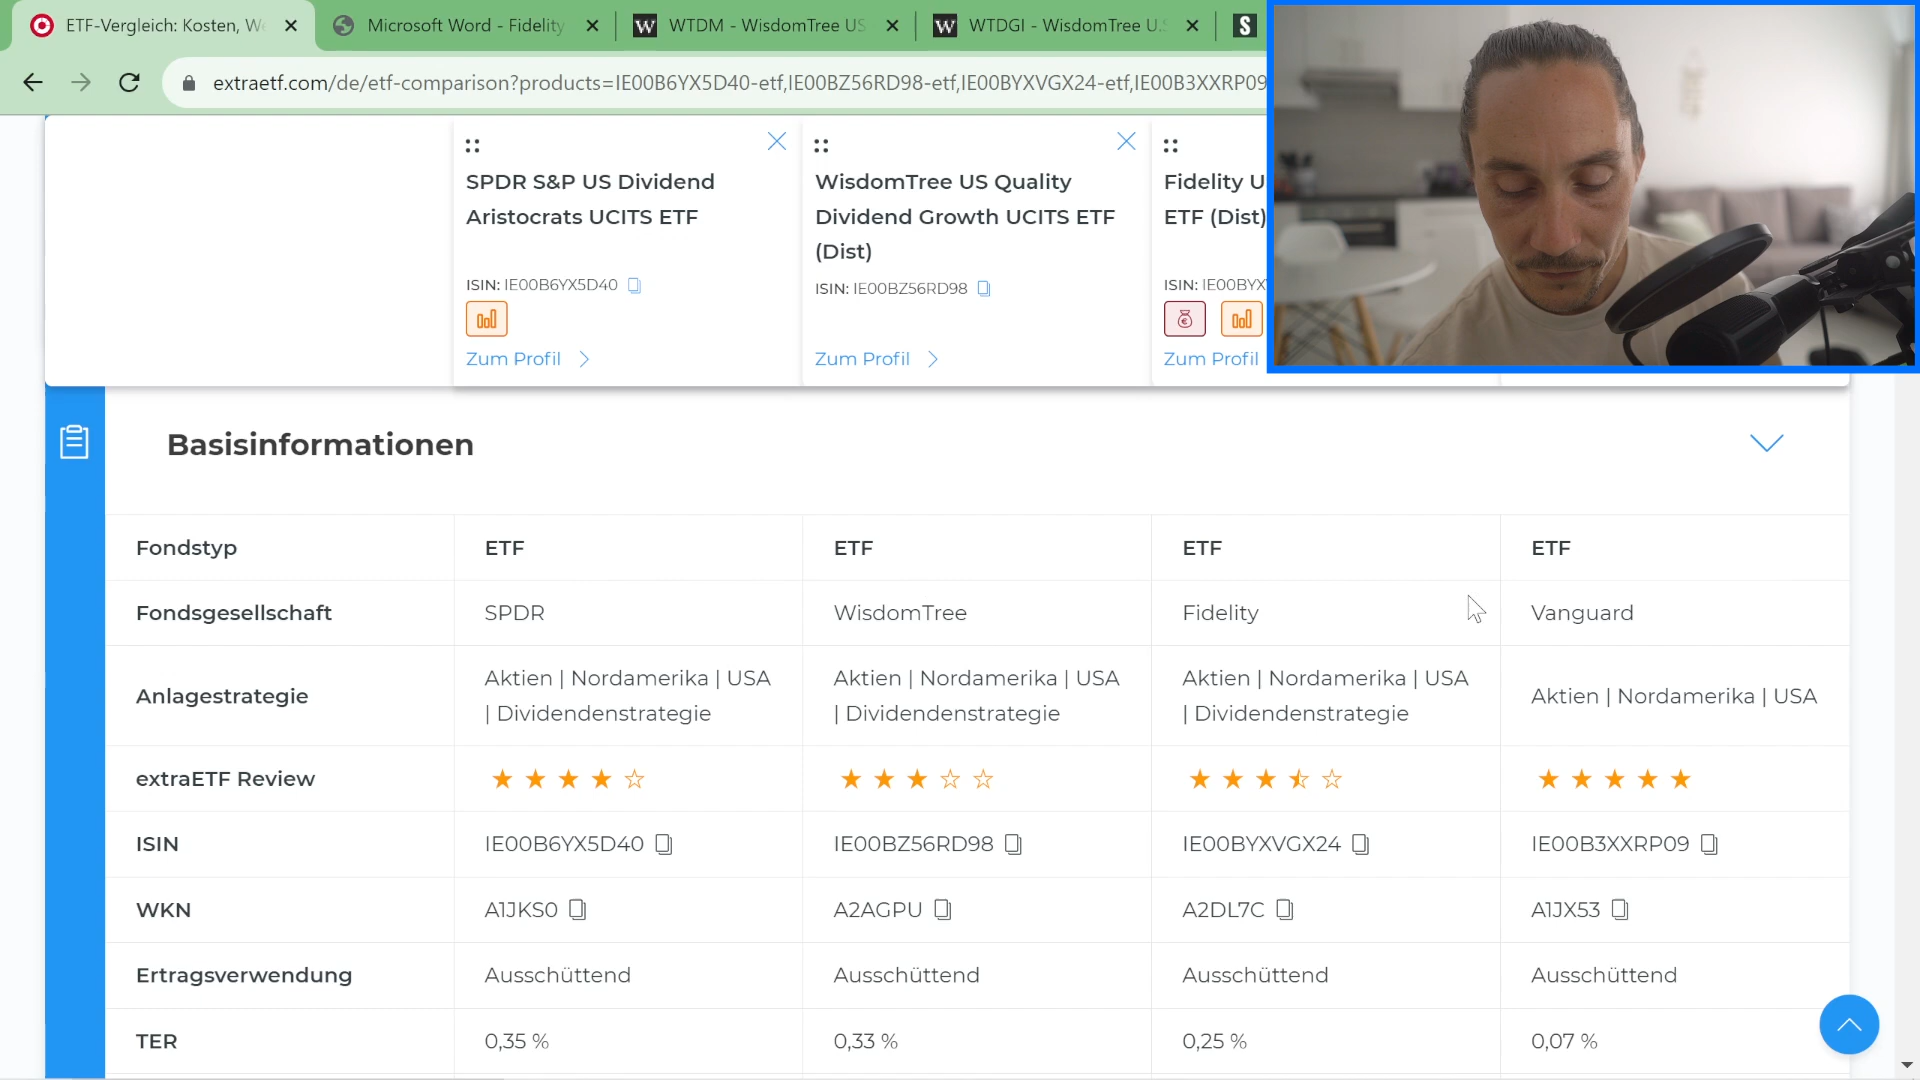 ETF-Vergleich: Kosten, We
Microsoft Word - Fidelity
WTDM - WisdomTree US
WTDGI - WisdomTree U.S
extraetf.com/de/etf-comparison?products=IE00B6YX5D40-etf,IE00BZ56RD98-etf,IE00BYXVGX24-etf,IE00B3XXRP09
SPDR S&P US Dividend
Aristocrats UCITS ETF
ISIN: IE00B6YX5D40
Zum Profil
WisdomTree US Quality
Dividend Growth UCITS ETF
(Dist)
ISIN: IE00BZ56RD98
Zum Profil
Fidelity U
ETF (Dist)
ISIN: IE00BYX
Zum Profil
Basisinformationen
Fondstyp ETF ETF ETF ETF
Fondsgesellschaft SPDR WisdomTree Fidelity Vanguard
Anlagestrategie
Aktien | Nordamerika | USA
| Dividendenstrategie
Aktien | Nordamerika | USA
| Dividendenstrategie
Aktien | Nordamerika | USA
| Dividendenstrategie
Aktien | Nordamerika | USA
extraETF Review
ISIN IE00B6YX5D40 IE00BZ56RD98 IE00BYXVGX24 IE00B3XXRP09
WKN A1JKS0 A2AGPU A2DL7C A1JX53
Ertragsverwendung Ausschüttend Ausschüttend Ausschüttend Ausschüttend
TER 0,35 % 0,33 % 0,25 % 0,07 %